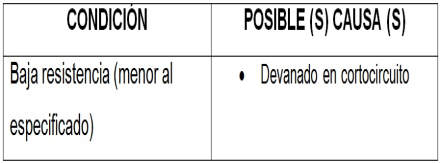 CONDICIÓN
POSIBLE (S) CAUSA (S)
Baja resistencia (menor al
especificado)
• Devanado en cortocircuito